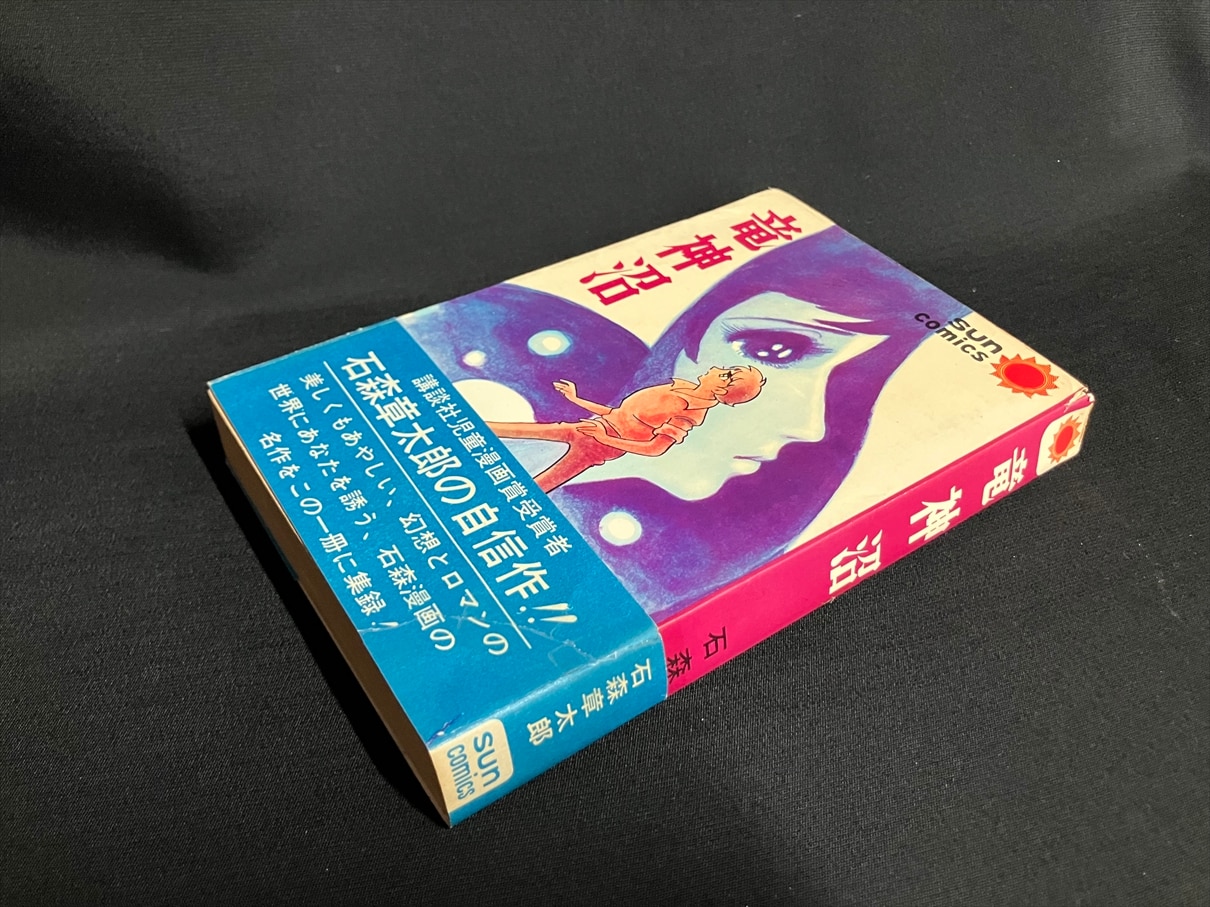 竜神沼
sun
comics
講談社児童漫画賞受賞者
石森章太郎の自信作!!
美しくもあやしい、幻想とロマンの
世界にあなたを誘う、石森漫画の
名作をこの一冊に集録!
竜神沼
石森
石森章太郎
sun
comics